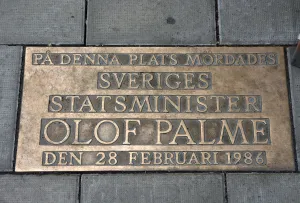 PÅ DENNA PLATS MÖRDADES
SVERIGES
STATSMINISTER
OLOF PALME
DEN 28 FEBRUARI 1986